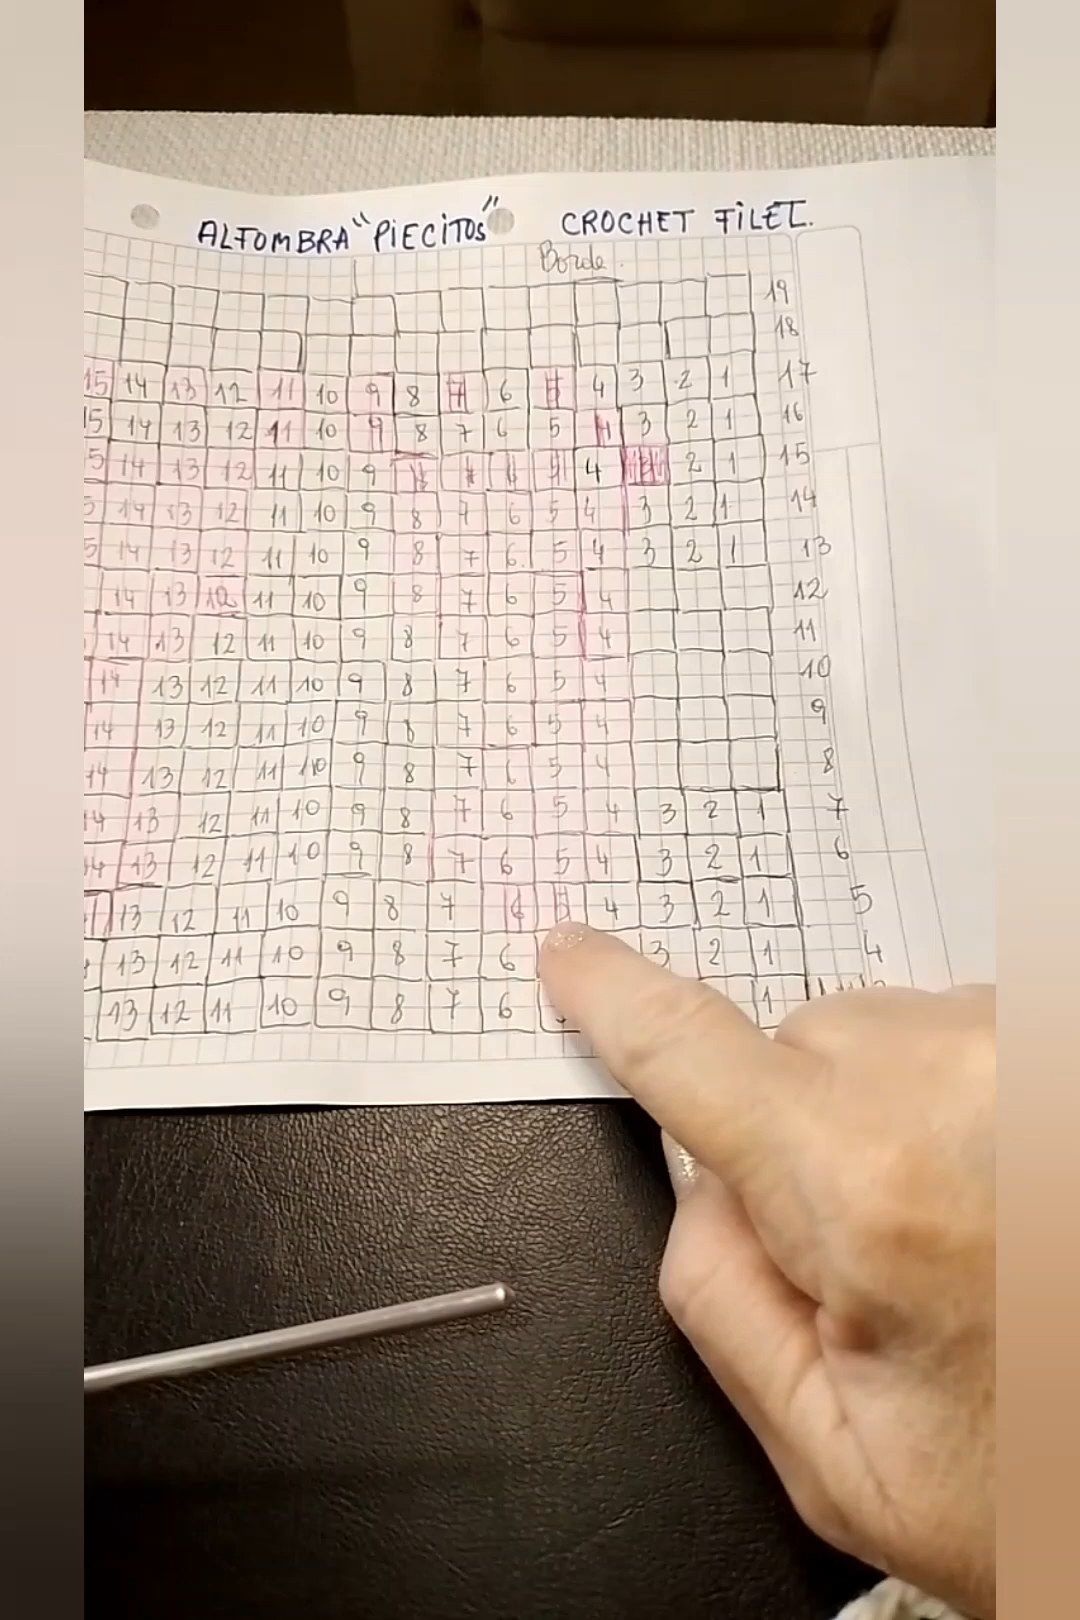 ALFOMBRA "PiECiTOS" CROCHET FiLET.
Borde.
19
18
15 14 13 12 11 10 9 8 7 6 5 4 3 2 1 17
15 14 13 12 11 10 9 8 7 6 5 4 3 2 1 16
5 14 13 12 11 10 9 5 4 3 2 1 15
5 14 13 12 11 10 9 8 7 6 5 4 3 2 1 14
5 14 13 12 11 10 9 8 7 6 5 4 3 2 1 13
14 13 12 11 10 9 8 7 6 5 4 12
14 13 12 11 10 9 8 7 6 5 4 11
14 13 12 11 10 9 8 7 6 5 4 10
14 13 12 11 10 9 8 7 6 5 4 9
14 13 12 11 10 9 8 7 6 5 4 8
14 13 12 11 10 9 8 7 6 5 4 3 2 1 7
14 13 12 11 10 9 8 7 6 5 4 3 2 1 6
13 12 11 10 9 8 7 6 5 4 3 2 1 5
13 12 11 10 9 8 7 6 3 2 1 4
13 12 11 10 9 8 7 6 1